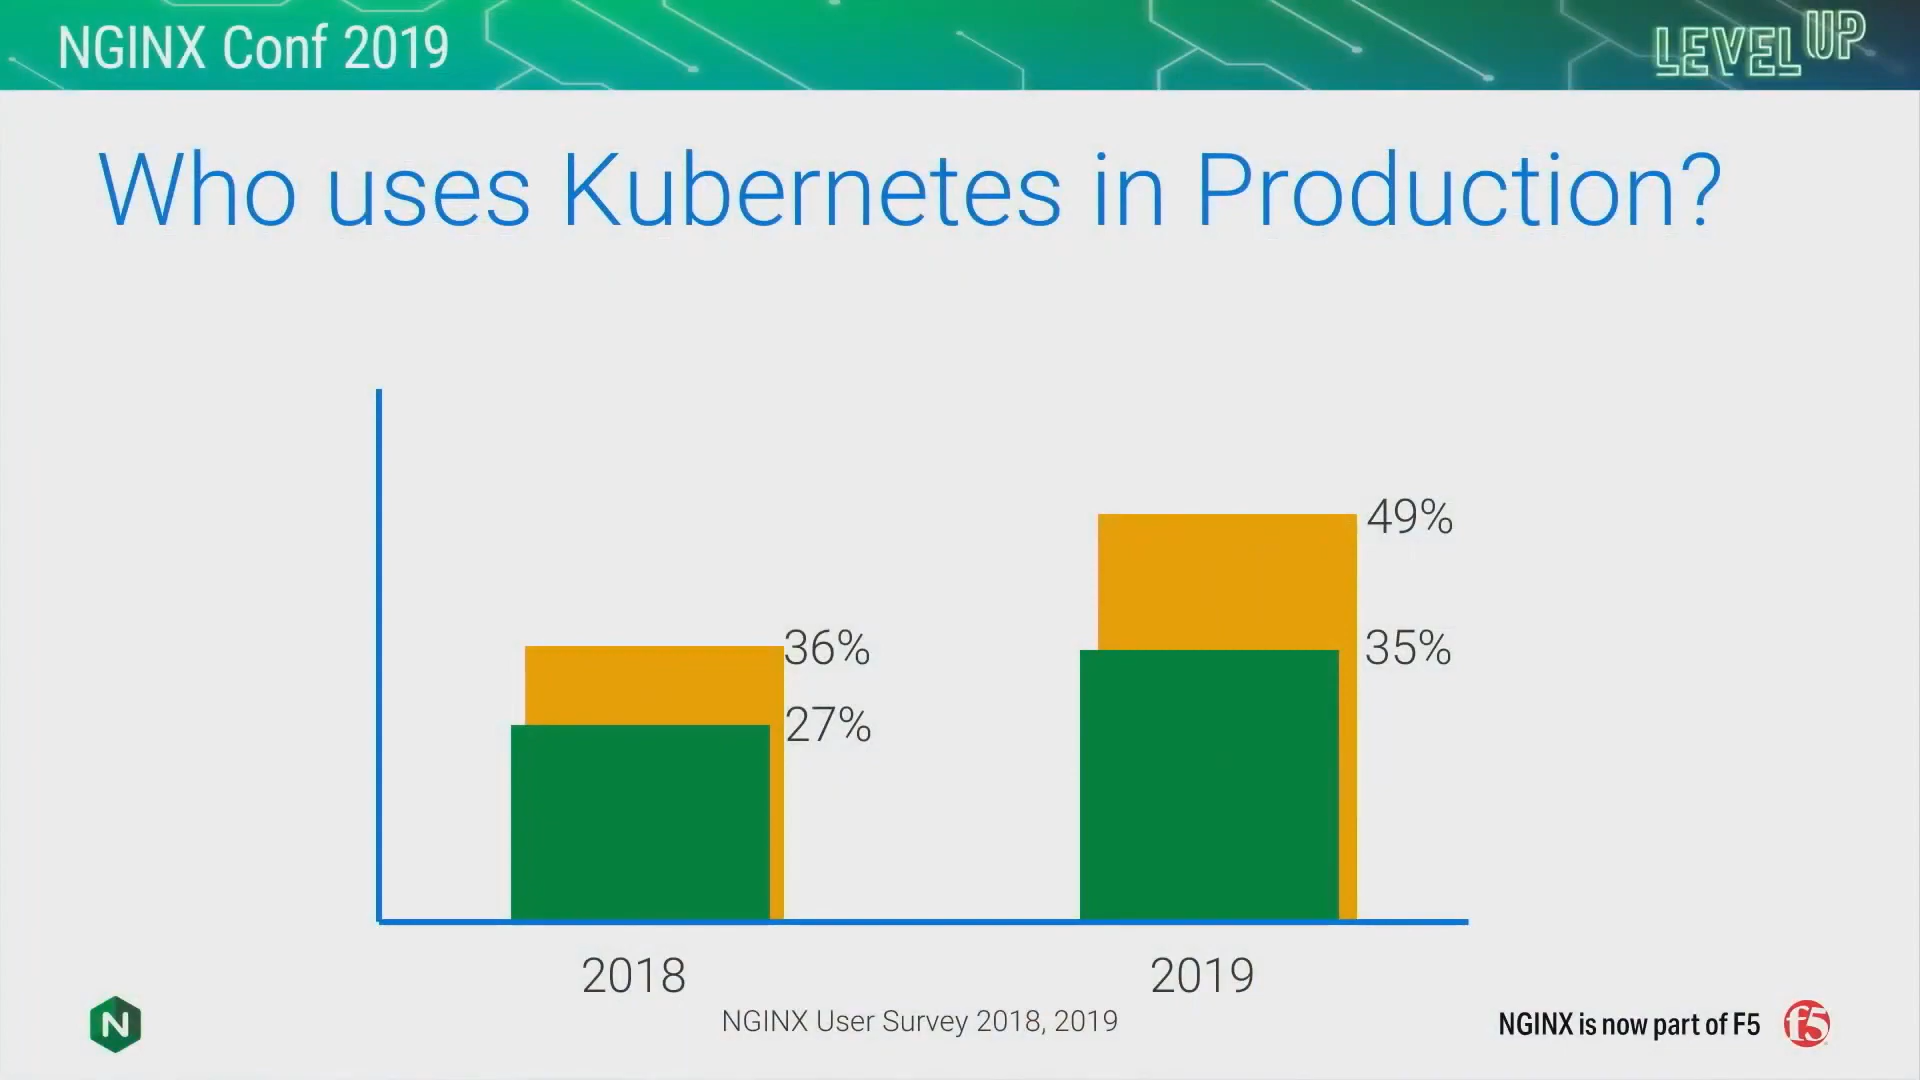 NGINX Conf 2019
LEVEL UP
Who uses Kubernetes in Production?
49%
36%
35%
27%
2018
2019
N
NGINX User Survey 2018, 2019
NGINX is now part of F5
f5